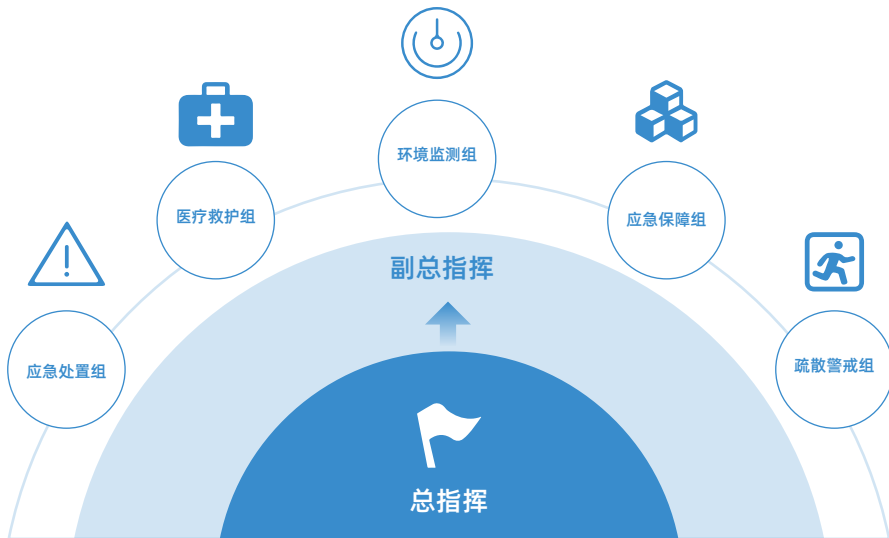 环境监测组
医疗救护组
应急保障组
副总指挥
应急处置组
疏散警戒组
总指挥